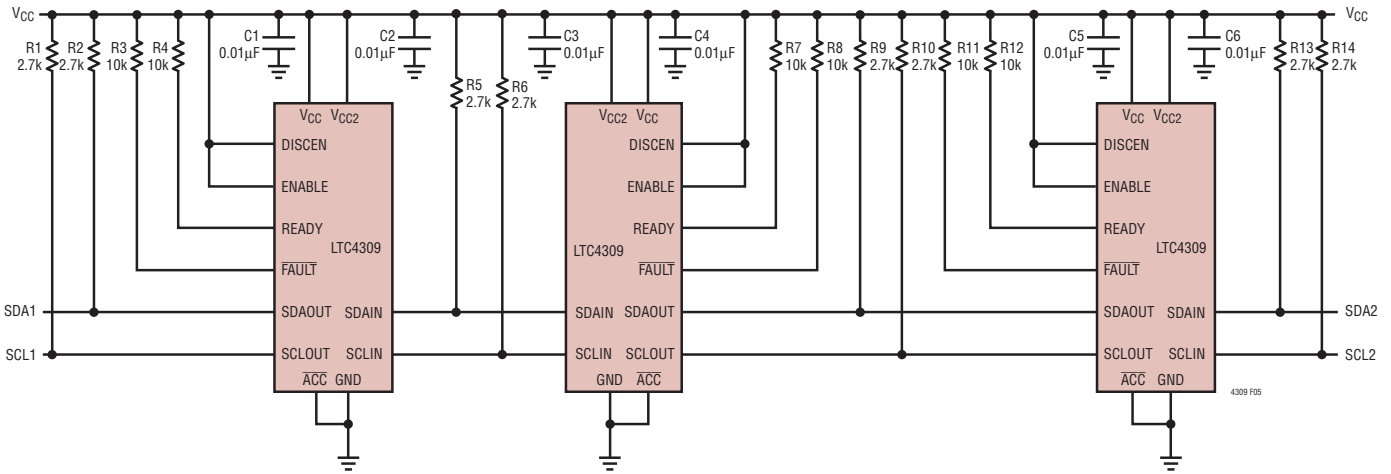 VCC
VCC
R1
2.7k
R2
2.7k
R3
10k
R4
10k
C1
0.01µF
C2
0.01µF
R5
2.7k
R6
2.7k
C3
0.01µF
C4
0.01µF
R7
10k
R8
10k
R9
2.7k
R10
2.7k
R11
10k
R12
10k
C5
0.01µF
C6
0.01µF
R13
2.7k
R14
2.7k
VCC VCC2
DISCEN
ENABLE
READY
LTC4309
FAULT
SDAOUT SDAIN
SCLOUT SCLIN
ACC GND
VCC2 VCC
DISCEN
ENABLE
READY
LTC4309
FAULT
SDAIN SDAOUT
SCLIN SCLOUT
GND ACC
VCC VCC2
DISCEN
ENABLE
READY
LTC4309
FAULT
SDAOUT SDAIN
SCLOUT SCLIN
ACC GND
SDA1
SCL1
SDA2
SCL2
4309 F05